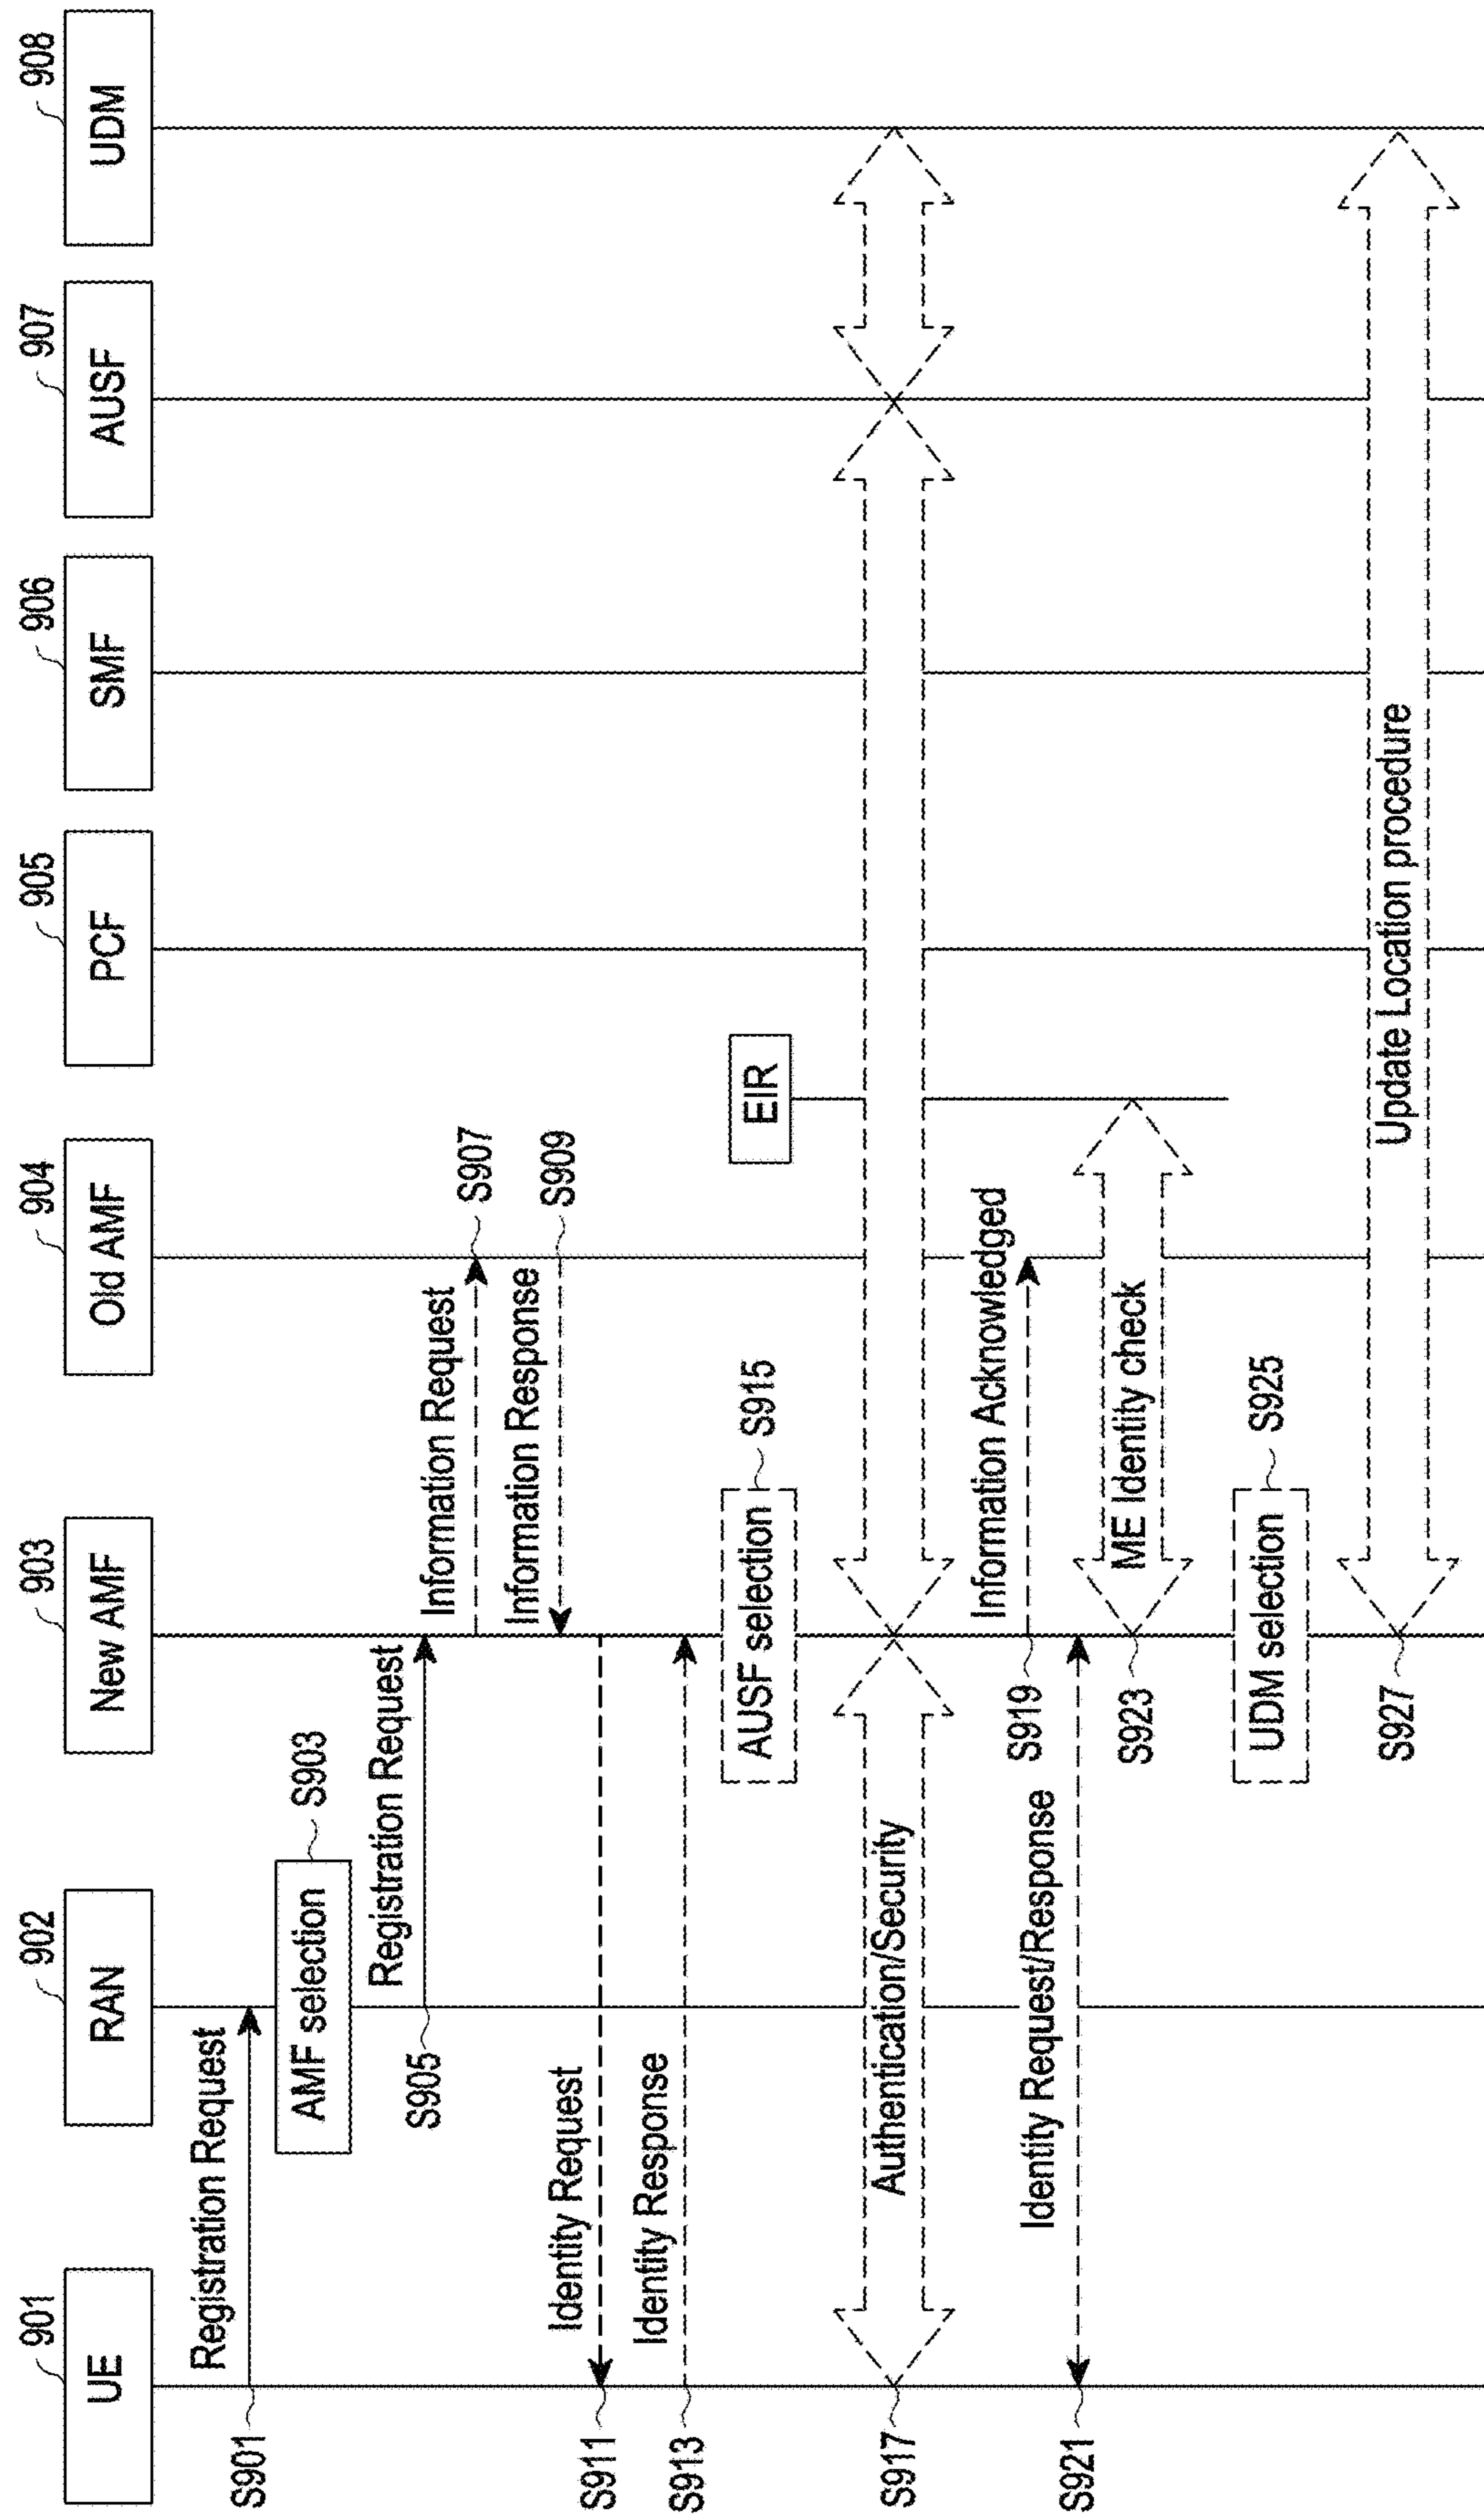 901
902
903
904
905
906
907
908
UE
RAN
New AMF
Old AMF
PCF
SMF
AUSF
UDM
S901
Registration Request
AMF selection
S903
Registration Request
S905
Information Request
S907
Information Response
S909
Identity Request
S911
Identity Response
S913
AUSF selection
S915
EIR
S917
Authentication/Security
Information Acknowledged
S919
Identity Request/Response
S921
ME Identity check
S923
UDM selection
S925
Update Location procedure
S927